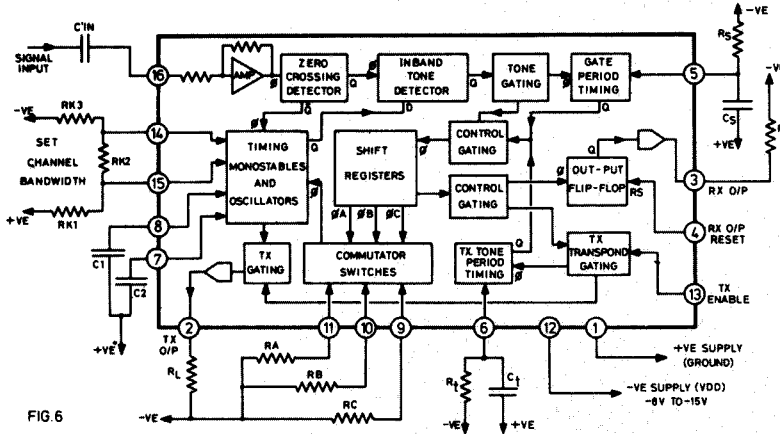 C'IN
SIGNAL INPUT
16
AMP
Ø
ZERO CROSSING DETECTOR
Q
Q̄
Ø
INBAND TONE DETECTOR
Q
D
TONE GATING
Ø
GATE PERIOD TIMING
Q
5
-VE
RS
CS
+VE
-VE
R
-VE
RK3
SET CHANNEL BANDWIDTH
RK2
+VE
RK1
14
15
8
7
C1
C2
+VE
Ø
TIMING MONOSTABLES AND OSCILLATORS
Q
Ø
SHIFT REGISTERS
Ø
ØA ØB ØC
CONTROL GATING
CONTROL GATING
Q
Ø
OUT-PUT FLIP-FLOP
RS
3
RX O/P
4
RX O/P RESET
TX GATING
COMMUTATOR SWITCHES
TX. TONE PERIOD TIMING
Q
Ø
TX TRANSPOND GATING
13
TX ENABLE
2
TX O/P
11
10
9
6
12
1
RL
RA
RB
RC
-VE
Rt
Ct
-VE
+VE
+VE SUPPLY (GROUND)
-VE SUPPLY (VDD)
-8V TO -15V
FIG.6